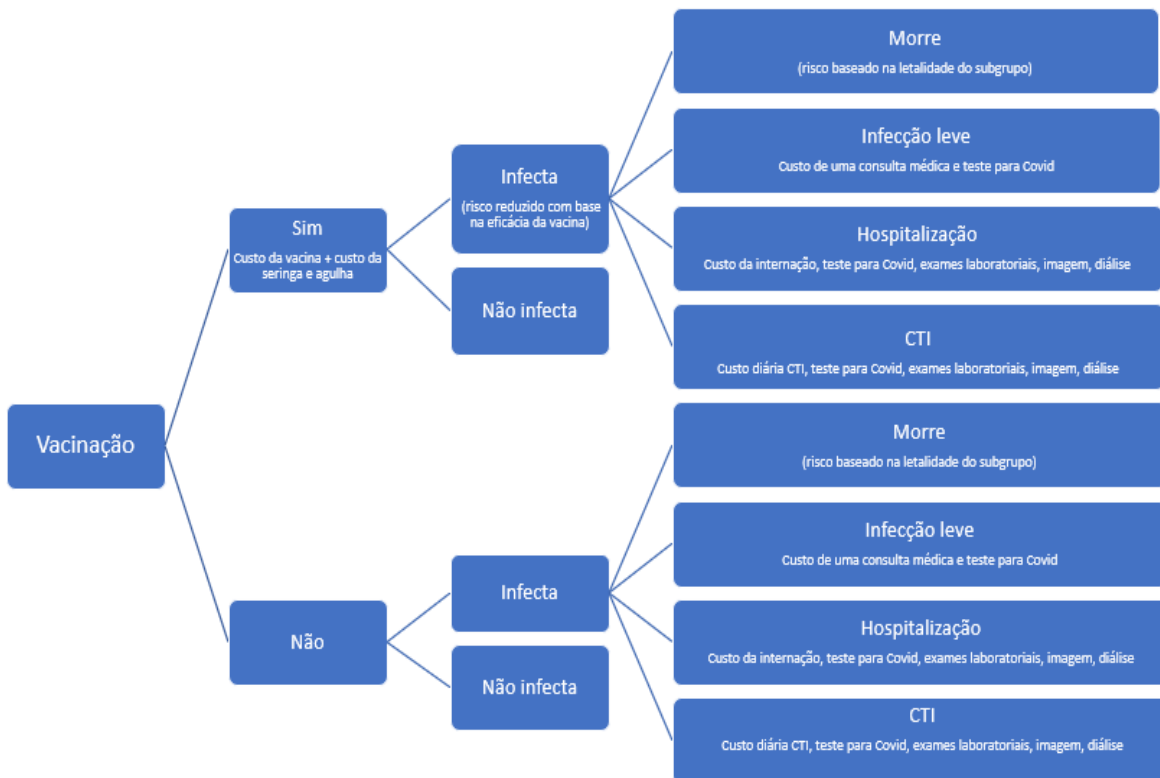 Vacinação
Sim
Custo da vacina + custo da
seringa e agulha
Infecta
(risco reduzido com base
na eficácia da vacina)
Não infecta
Morre
(risco baseado na letalidade do subgrupo)
Infecção leve
Custo de uma consulta médica e teste para Covid
Hospitalização
Custo da internação, teste para Covid, exames laboratoriais, imagem, diálise
CTI
Custo diária CTI, teste para Covid, exames laboratoriais, imagem, diálise
Não
Infecta
Não infecta
Morre
(risco baseado na letalidade do subgrupo)
Infecção leve
Custo de uma consulta médica e teste para Covid
Hospitalização
Custo da internação, teste para Covid, exames laboratoriais, imagem, diálise
CTI
Custo diária CTI, teste para Covid, exames laboratoriais, imagem, diálise